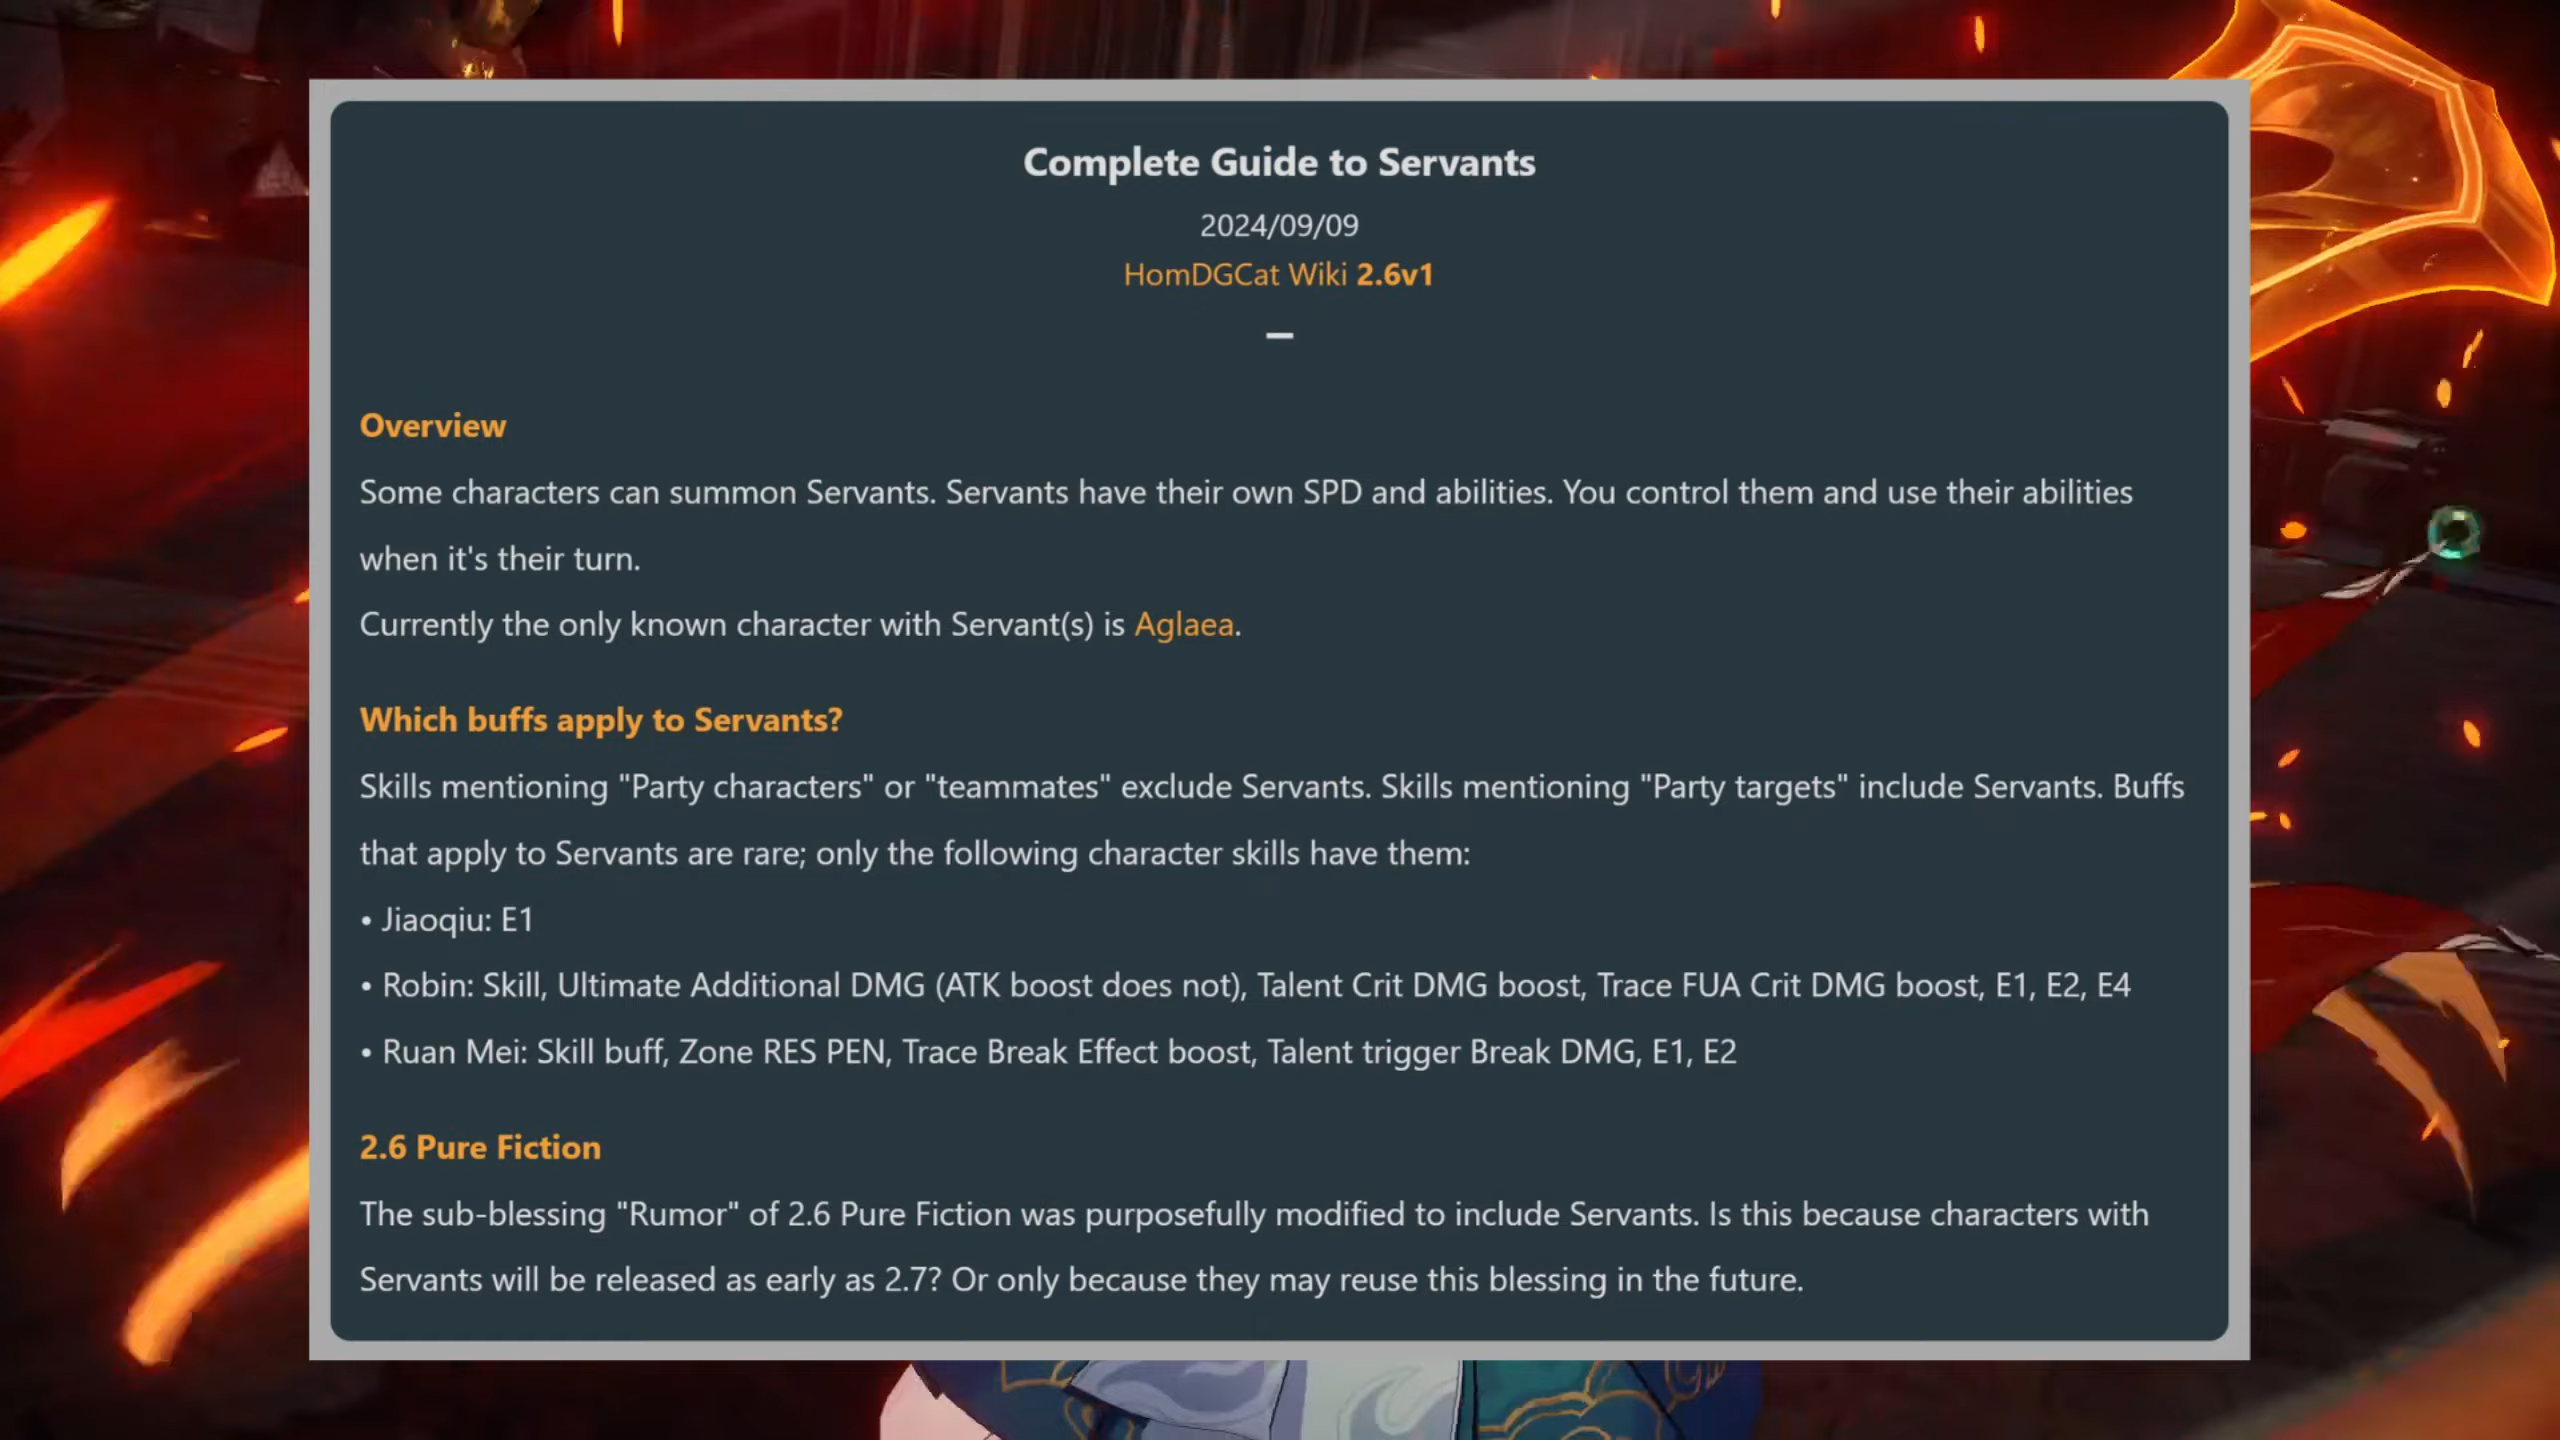 Complete Guide to Servants
2024/09/09
HomDGCat Wiki 2.6v1
—
Overview
Some characters can summon Servants. Servants have their own SPD and abilities. You control them and use their abilities
when it's their turn.
Currently the only known character with Servant(s) is Aglaea.
Which buffs apply to Servants?
Skills mentioning "Party characters" or "teammates" exclude Servants. Skills mentioning "Party targets" include Servants. Buffs
that apply to Servants are rare; only the following character skills have them:
• Jiaoqiu: E1
• Robin: Skill, Ultimate Additional DMG (ATK boost does not), Talent Crit DMG boost, Trace FUA Crit DMG boost, E1, E2, E4
• Ruan Mei: Skill buff, Zone RES PEN, Trace Break Effect boost, Talent trigger Break DMG, E1, E2
2.6 Pure Fiction
The sub-blessing "Rumor" of 2.6 Pure Fiction was purposefully modified to include Servants. Is this because characters with
Servants will be released as early as 2.7? Or only because they may reuse this blessing in the future.